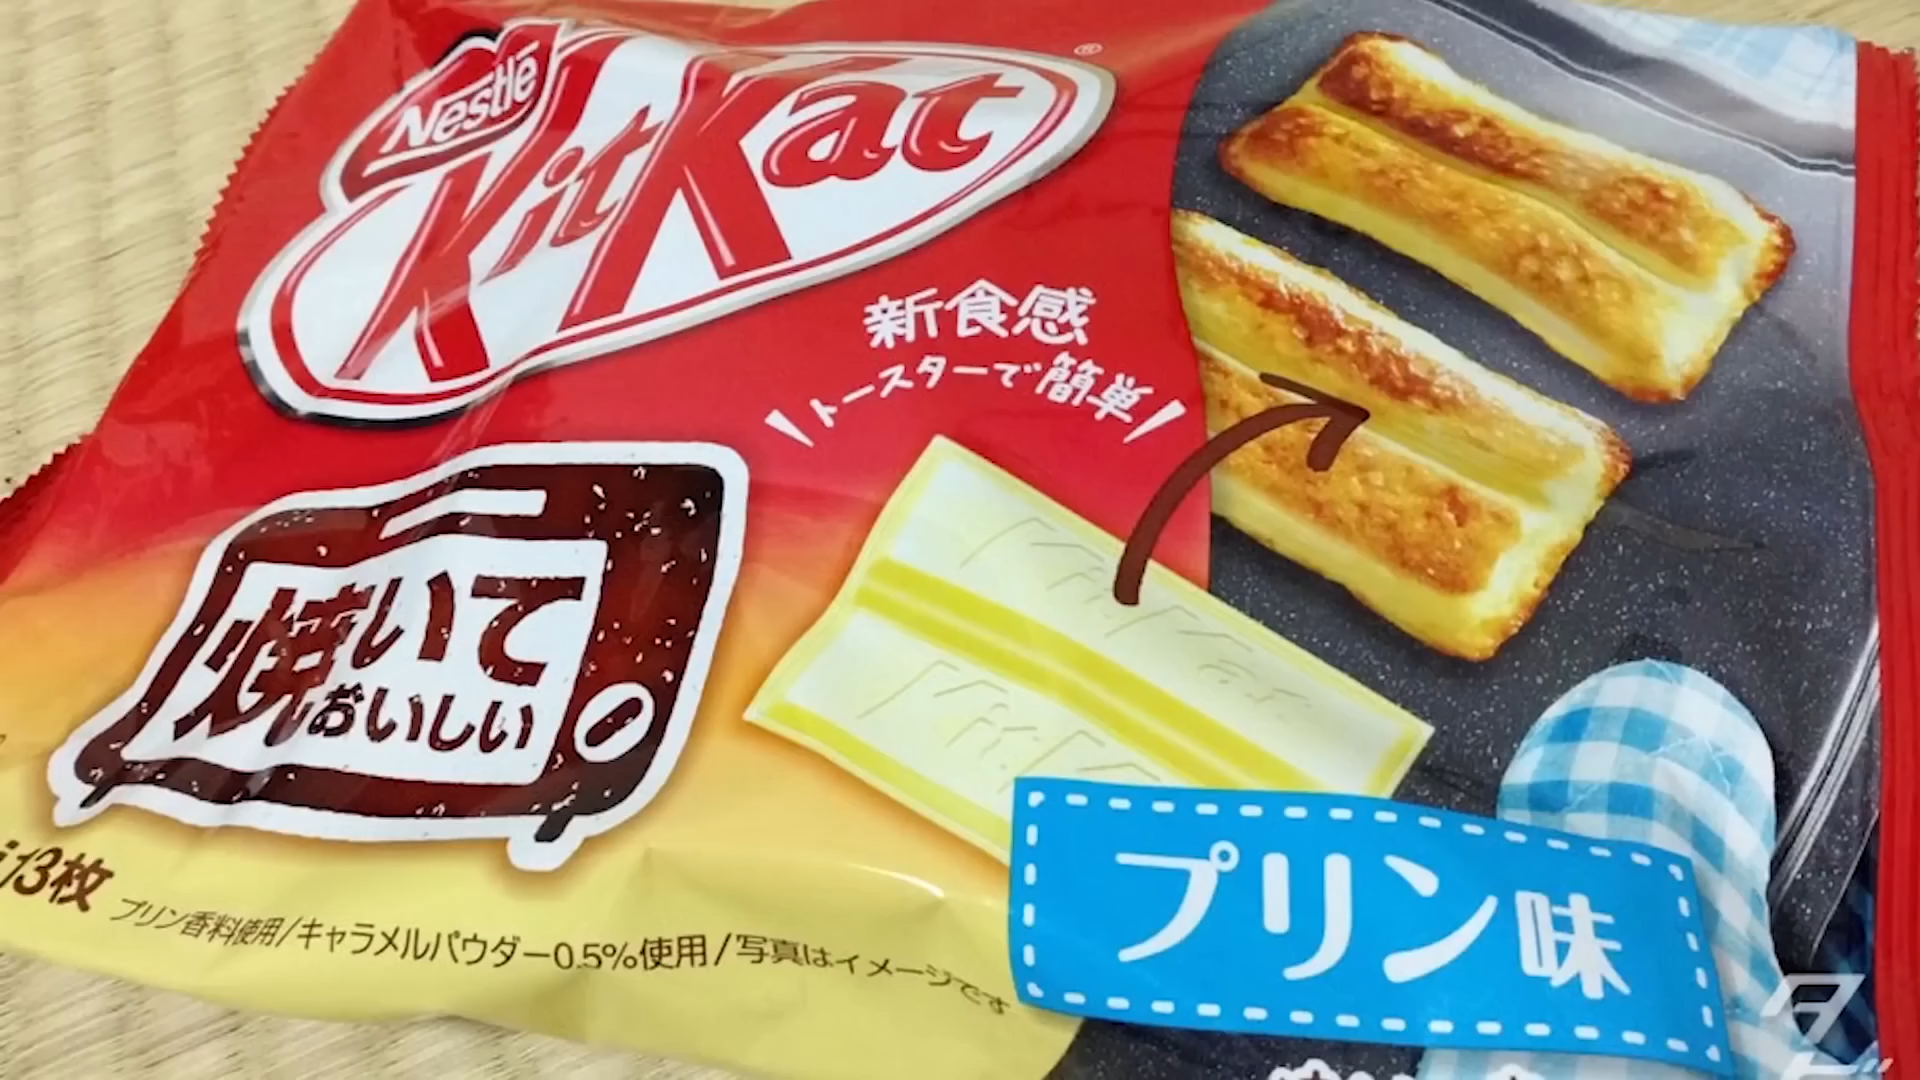 Nestlé
KitKat®
新食感
トースターで簡単
焼いて
おいしい
13枚
プリン香料使用/キャラメルパウダー0.5%使用/写真はイメージです
プリン味